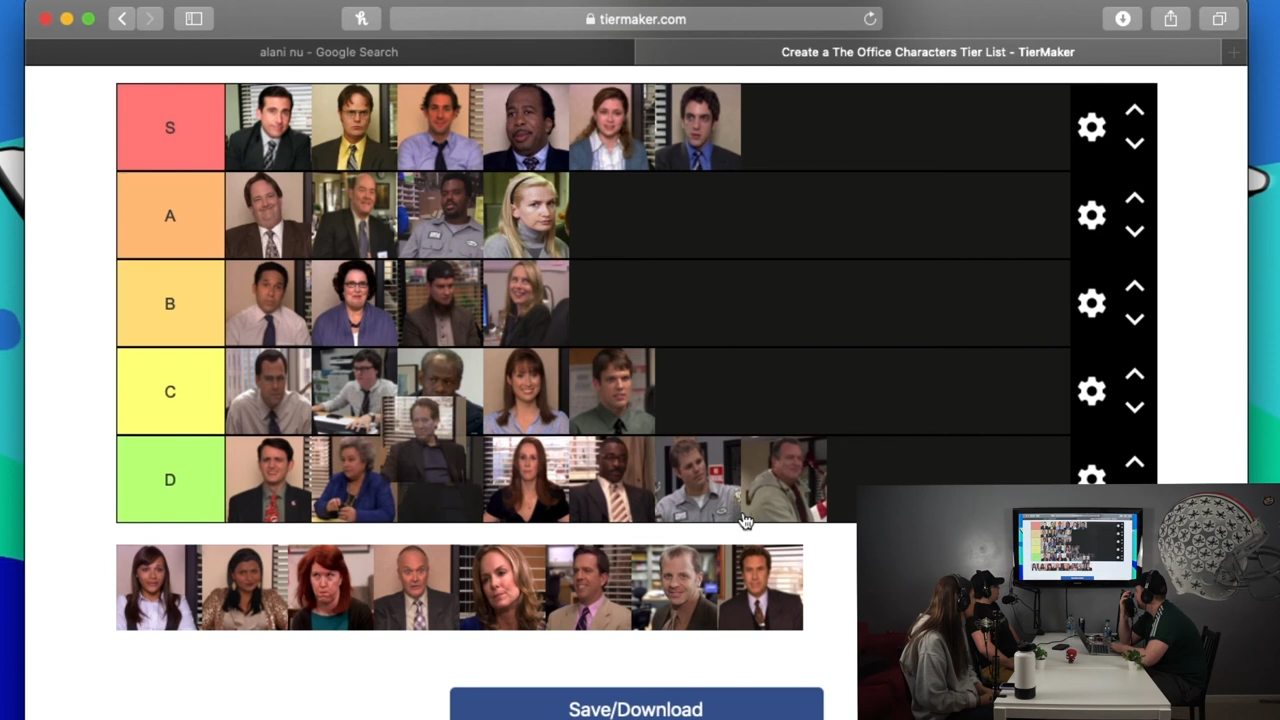 tiermaker.com
alani nu - Google Search
Create a The Office Characters Tier List - TierMaker
S
A
B
C
D
Save/Download